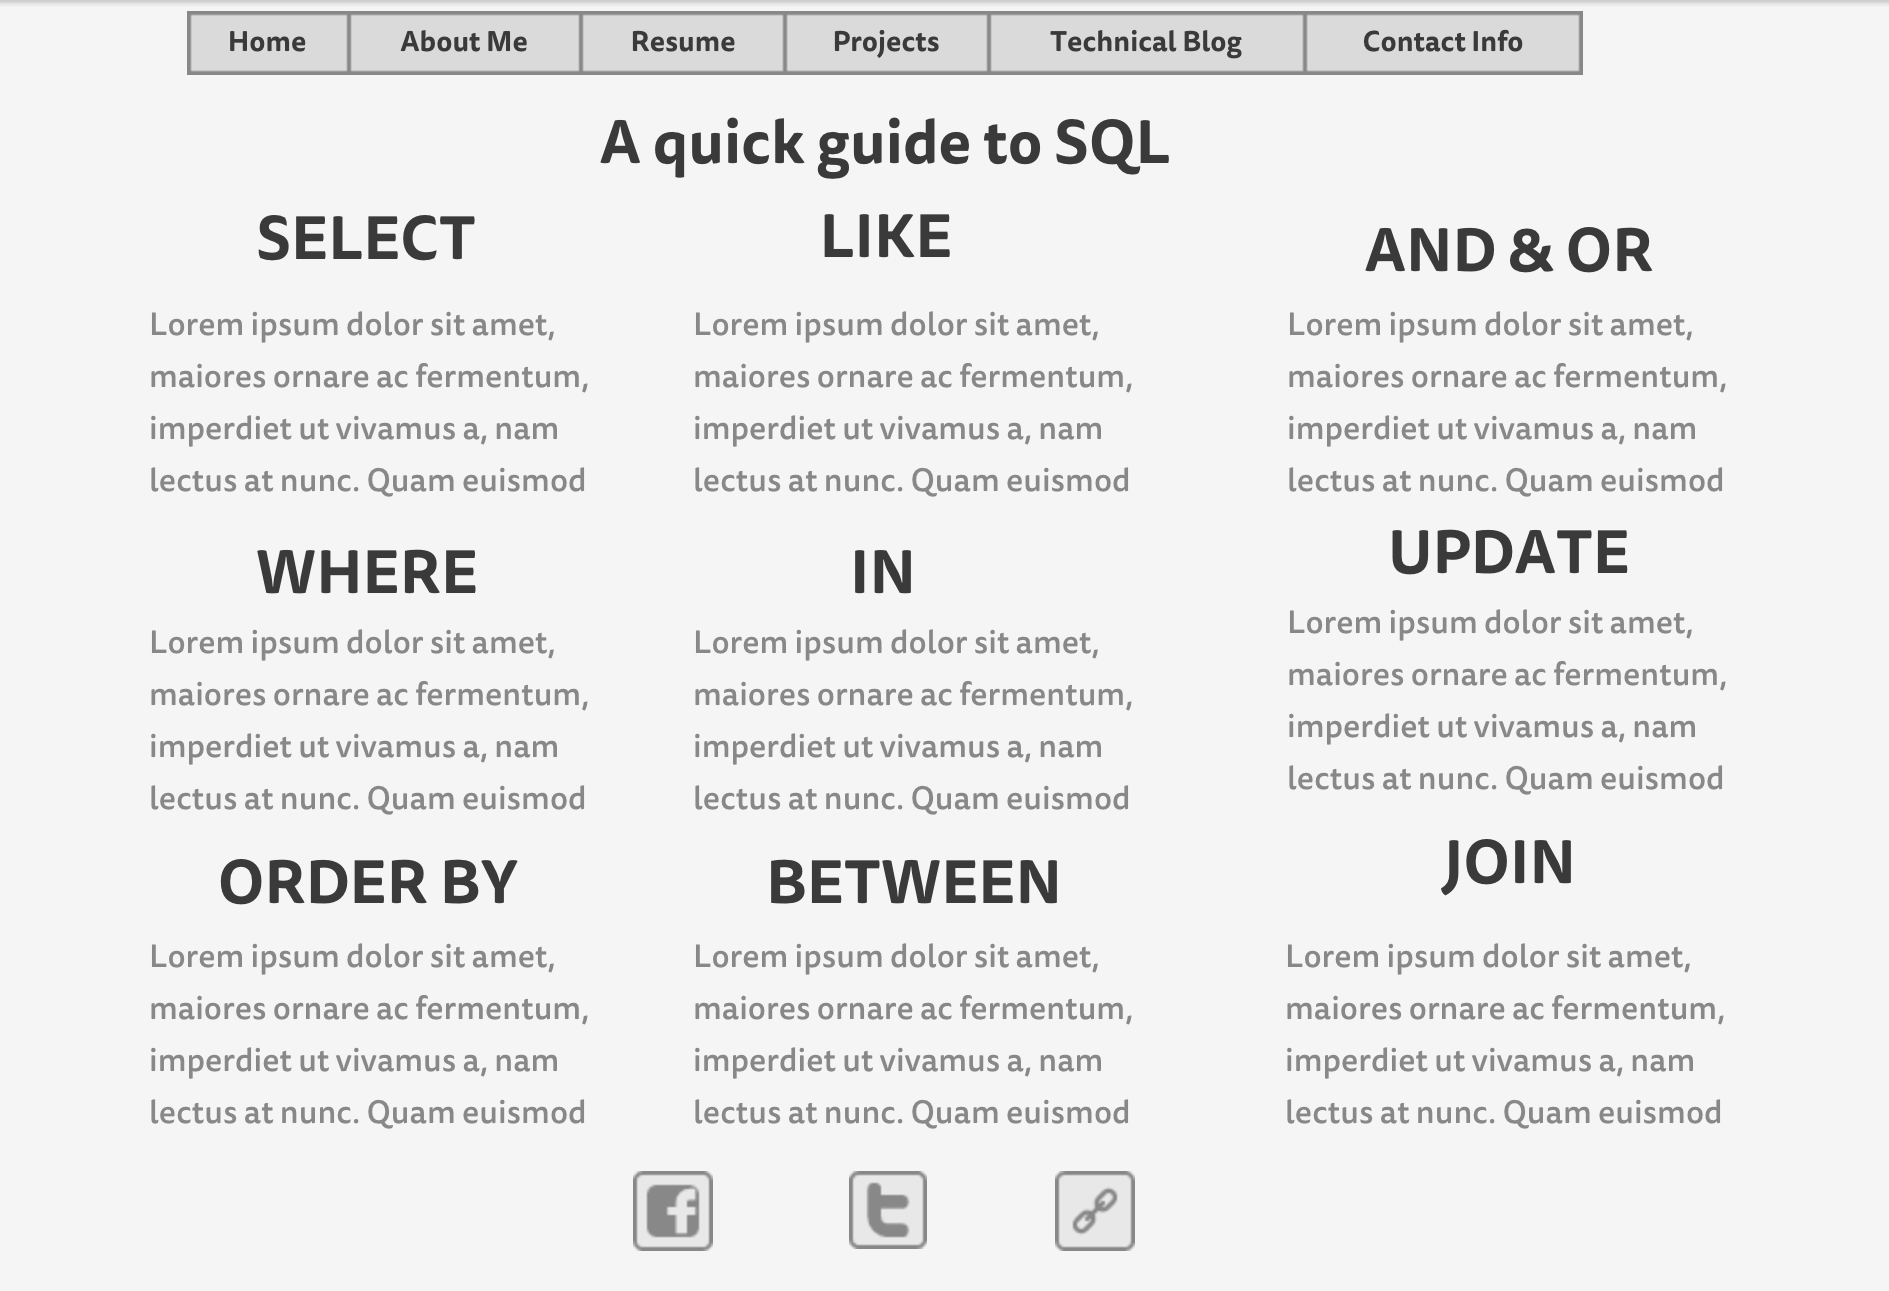 Home
About Me
Resume
Projects
Technical Blog
Contact Info
A quick guide to SQL
SELECT
Lorem ipsum dolor sit amet,
maiores ornare ac fermentum,
imperdiet ut vivamus a, nam
lectus at nunc. Quam euismod
LIKE
Lorem ipsum dolor sit amet,
maiores ornare ac fermentum,
imperdiet ut vivamus a, nam
lectus at nunc. Quam euismod
AND & OR
Lorem ipsum dolor sit amet,
maiores ornare ac fermentum,
imperdiet ut vivamus a, nam
lectus at nunc. Quam euismod
WHERE
Lorem ipsum dolor sit amet,
maiores ornare ac fermentum,
imperdiet ut vivamus a, nam
lectus at nunc. Quam euismod
IN
Lorem ipsum dolor sit amet,
maiores ornare ac fermentum,
imperdiet ut vivamus a, nam
lectus at nunc. Quam euismod
UPDATE
Lorem ipsum dolor sit amet,
maiores ornare ac fermentum,
imperdiet ut vivamus a, nam
lectus at nunc. Quam euismod
ORDER BY
Lorem ipsum dolor sit amet,
maiores ornare ac fermentum,
imperdiet ut vivamus a, nam
lectus at nunc. Quam euismod
BETWEEN
Lorem ipsum dolor sit amet,
maiores ornare ac fermentum,
imperdiet ut vivamus a, nam
lectus at nunc. Quam euismod
JOIN
Lorem ipsum dolor sit amet,
maiores ornare ac fermentum,
imperdiet ut vivamus a, nam
lectus at nunc. Quam euismod